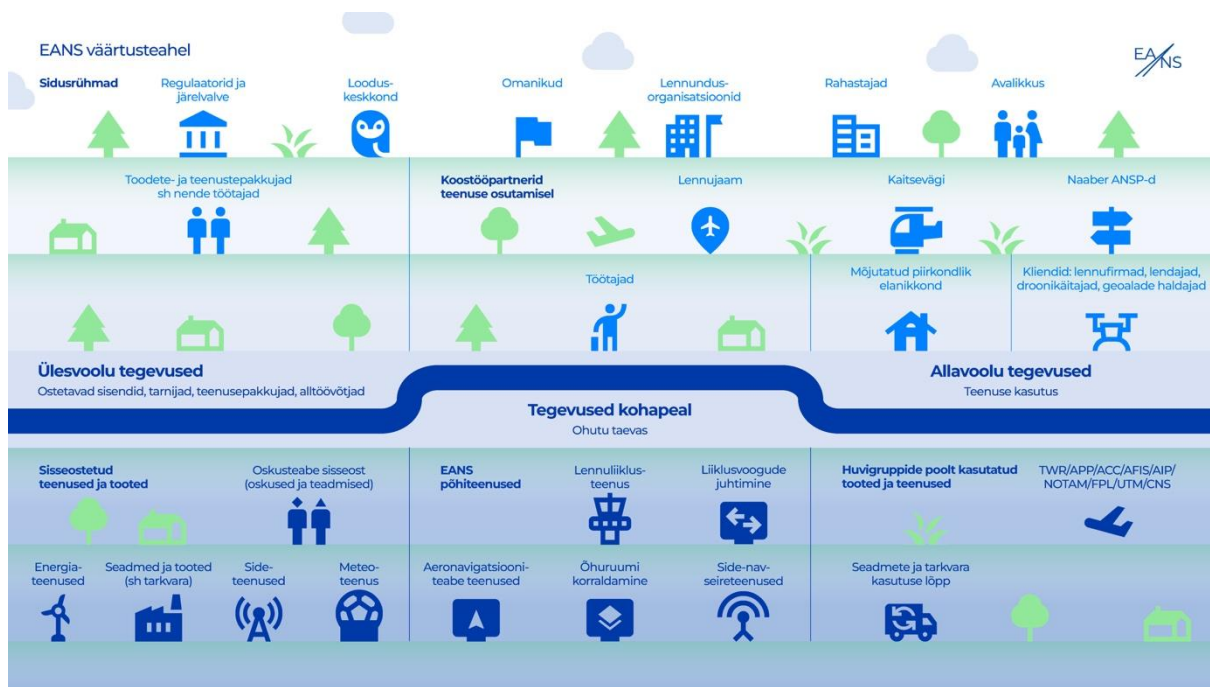 EANS väärtusteahel
EANS
Sidusrühmad
Regulaatorid ja
järelvalve
Loodus-
keskkond
Omanikud
Lennundus-
organisatsioonid
Rahastajad
Avalikkus
Toodete- ja teenustepakkujad
sh nende töötajad
Koostööpartnerid
teenuse osutamisel
Lennujaam
Kaitsevägi
Naaber ANSP-d
Töötajad
Mõjutatud piirkondlik
elanikkond
Kliendid: lennufirmad, lendajad,
droonikäitajad, geoalade haldajad
Ülesvoolu tegevused
Ostetavad sisendid, tarnijad, teenusepakkujad, alltöövõtjad
Tegevused kohapeal
Ohutu taevas
Allavoolu tegevused
Teenuse kasutus
Sisseostetud
teenused ja tooted
Oskusteabe sisseost
(oskused ja teadmised)
EANS
põhiteenused
Lennuliiklus-
teenus
Liiklusvoogude
juhtimine
Huvigruppide poolt kasutatud
tooted ja teenused
TWR/APP/ACC/AFIS/AIP/
NOTAM/FPL/UTM/CNS
Energia-
teenused
Seadmed ja tooted
(sh tarkvara)
Side-
teenused
Meteo-
teenus
Aeronavigatsiooni-
teabe teenused
Õhuruumi
korraldamine
Side-nav-
seireteenused
Seadmete ja tarkvara
kasutuse lõpp